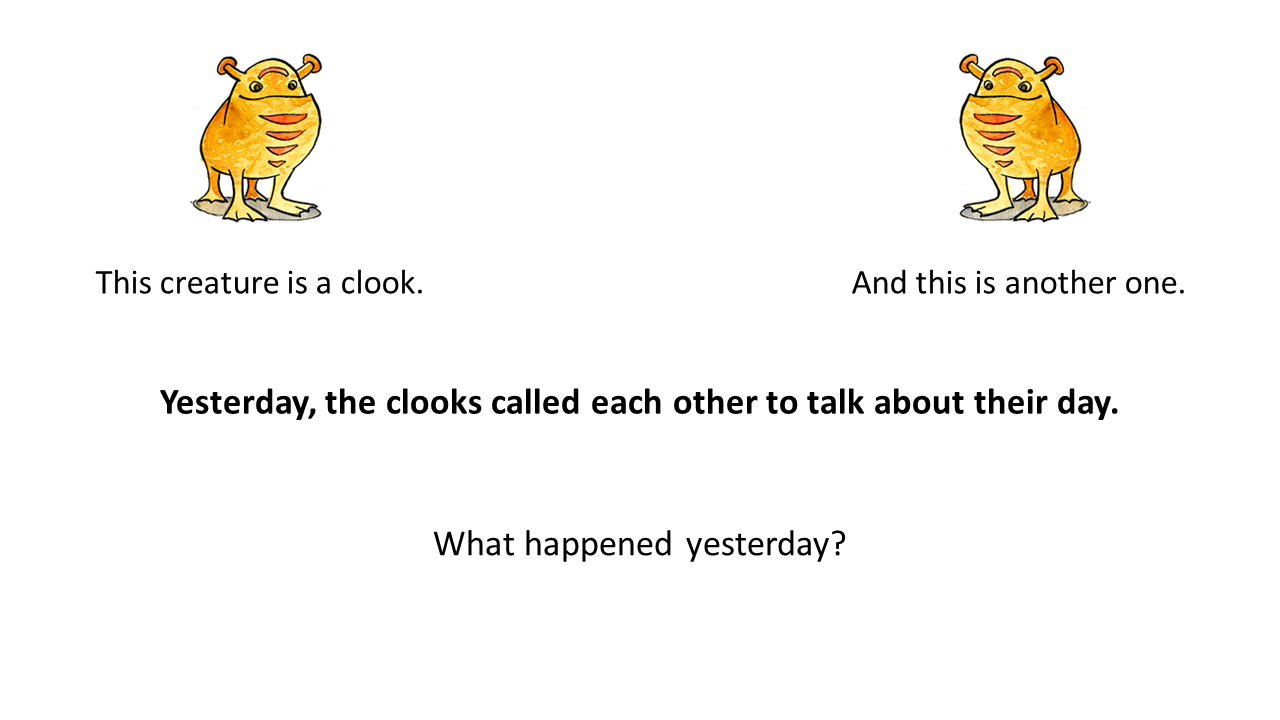 This creature is a clook.
And this is another one.
Yesterday, the clooks called each other to talk about their day.
What happened yesterday?